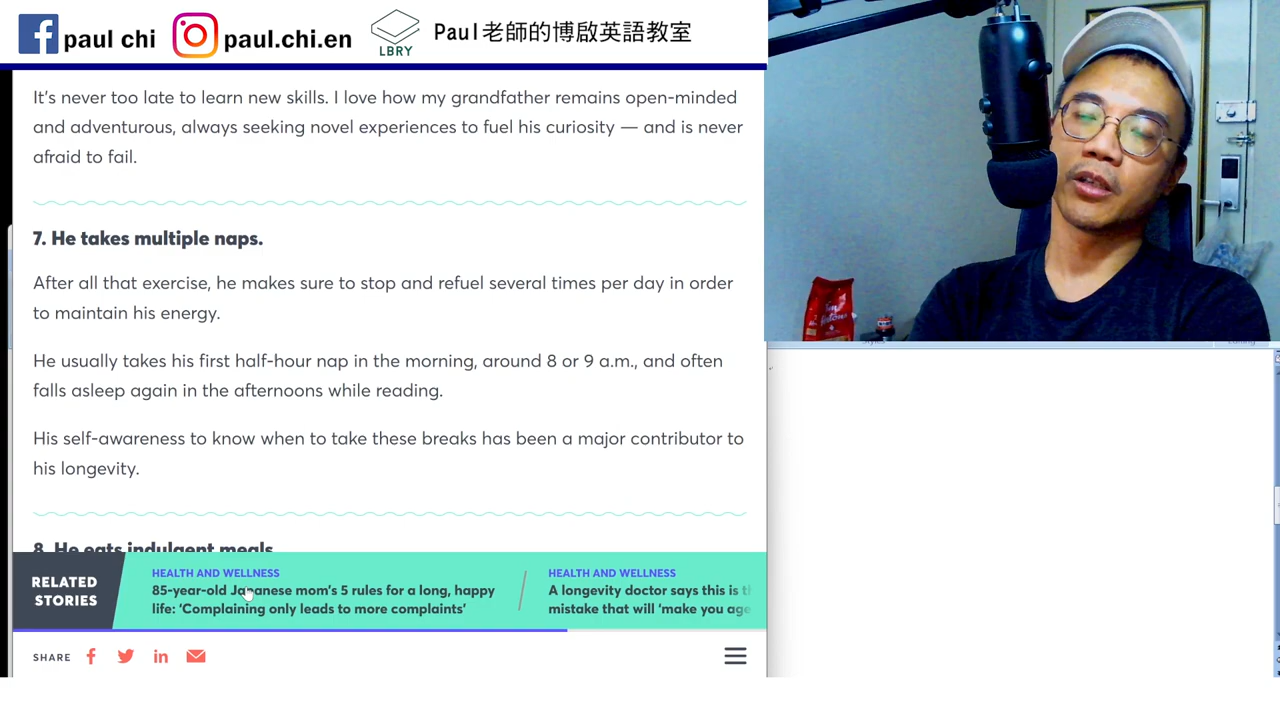 paul chi
paul.chi.en
LBRY
Paul老師的博啟英語教室
It's never too late to learn new skills. I love how my grandfather remains open-minded
and adventurous, always seeking novel experiences to fuel his curiosity — and is never
afraid to fail.
7. He takes multiple naps.
After all that exercise, he makes sure to stop and refuel several times per day in order
to maintain his energy.
He usually takes his first half-hour nap in the morning, around 8 or 9 a.m., and often
falls asleep again in the afternoons while reading.
His self-awareness to know when to take these breaks has been a major contributor to
his longevity.
8. He eats indulgent meals
RELATED
STORIES
HEALTH AND WELLNESS
85-year-old Japanese mom's 5 rules for a long, happy
life: 'Complaining only leads to more complaints'
HEALTH AND WELLNESS
A longevity doctor says this is
mistake that will 'make you
SHARE